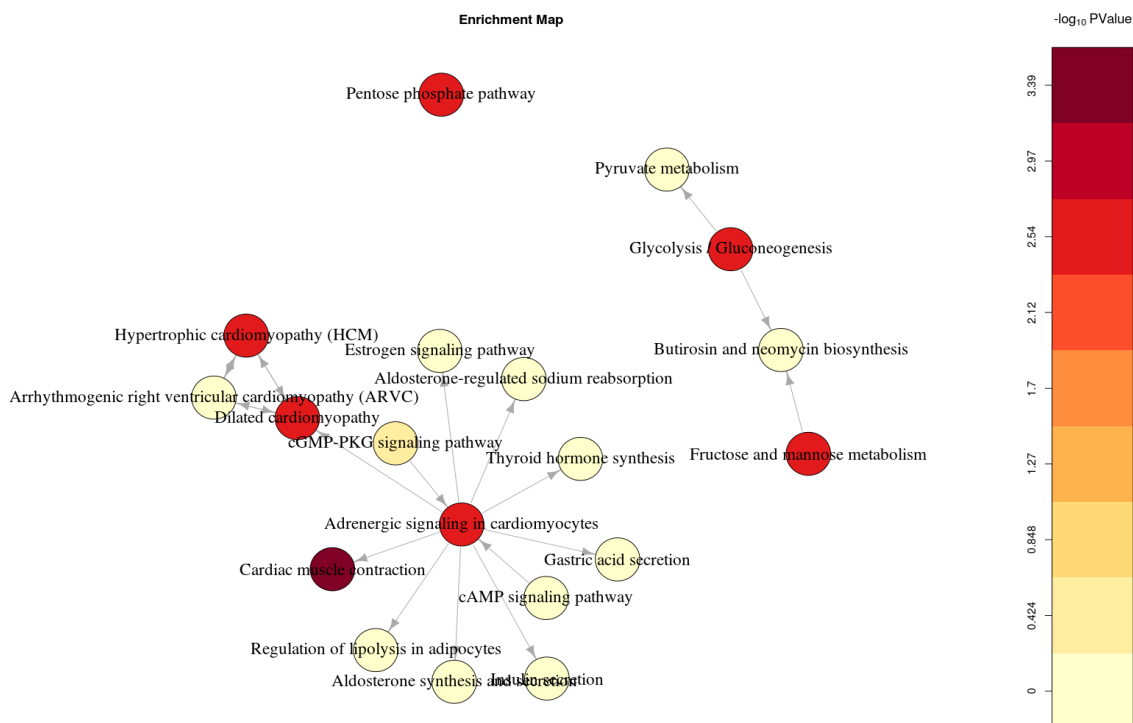 Enrichment Map
-log₁₀ PValue
Pentose phosphate pathway
Pyruvate metabolism
Glycolysis / Gluconeogenesis
Hypertrophic cardiomyopathy (HCM)
Estrogen signaling pathway
Butirosin and neomycin biosynthesis
Aldosterone-regulated sodium reabsorption
Arrhythmogenic right ventricular cardiomyopathy (ARVC)
Dilated cardiomyopathy
cGMP-PKG signaling pathway
Thyroid hormone synthesis
Fructose and mannose metabolism
Adrenergic signaling in cardiomyocytes
Gastric acid secretion
Cardiac muscle contraction
cAMP signaling pathway
Regulation of lipolysis in adipocytes
Aldosterone synthesis and secretion
Insulin secretion
3.39
2.97
2.54
2.12
1.7
1.27
0.848
0.424
0